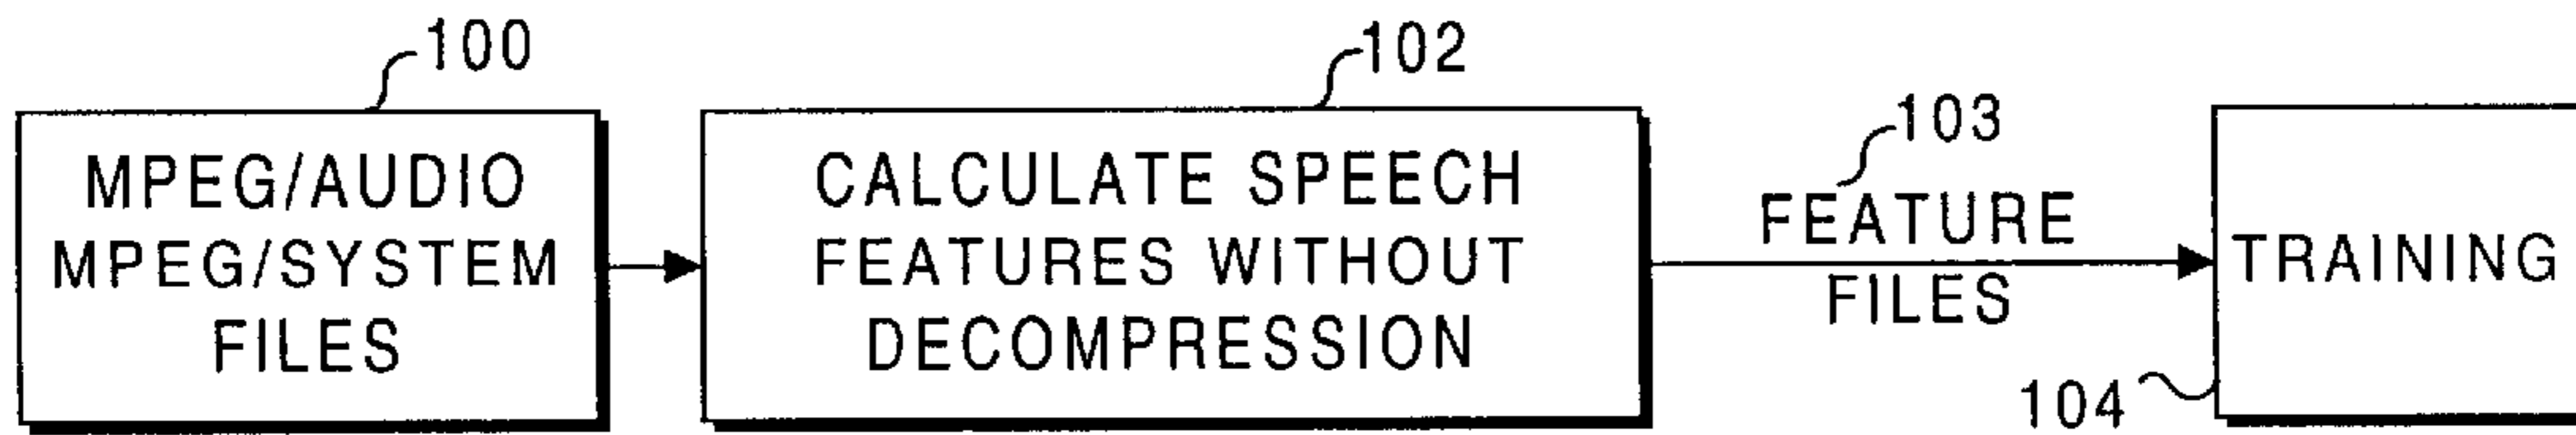 100
MPEG/AUDIO
MPEG/SYSTEM
FILES
102
CALCULATE SPEECH
FEATURES WITHOUT
DECOMPRESSION
103
FEATURE
FILES
TRAINING
104